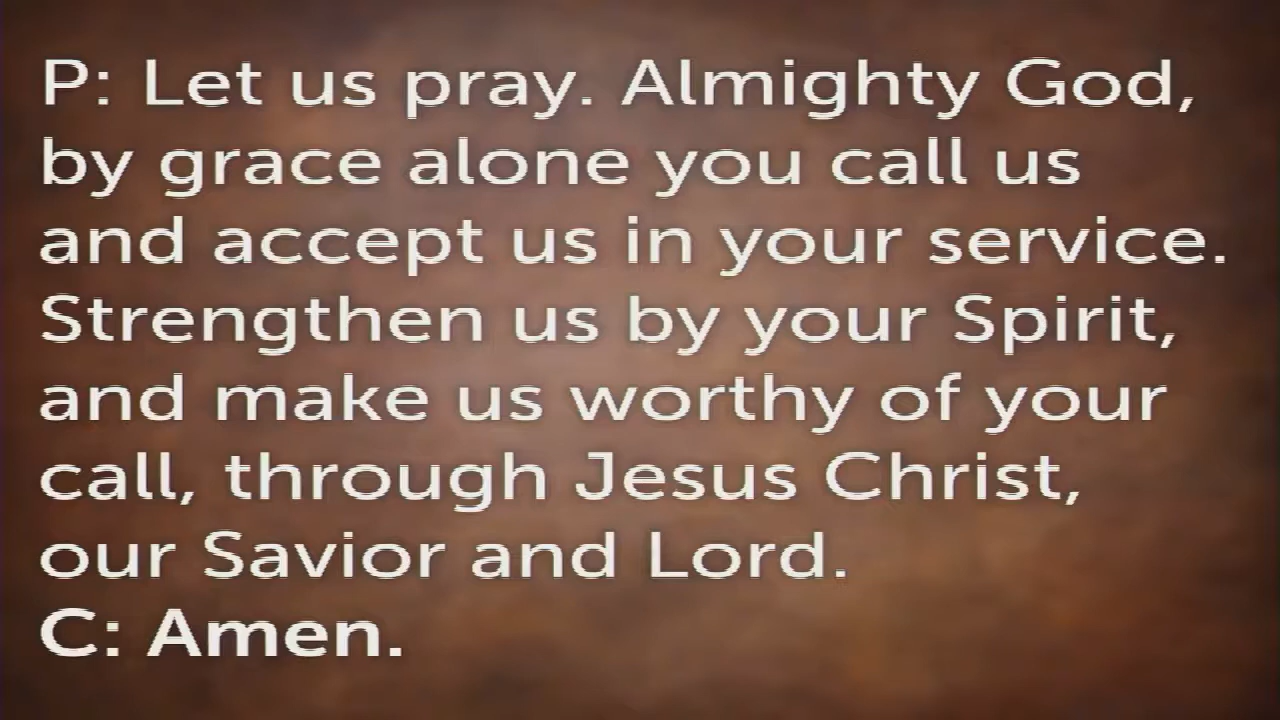 P: Let us pray. Almighty God,
by grace alone you call us
and accept us in your service.
Strengthen us by your Spirit,
and make us worthy of your
call, through Jesus Christ,
our Savior and Lord.
C: Amen.